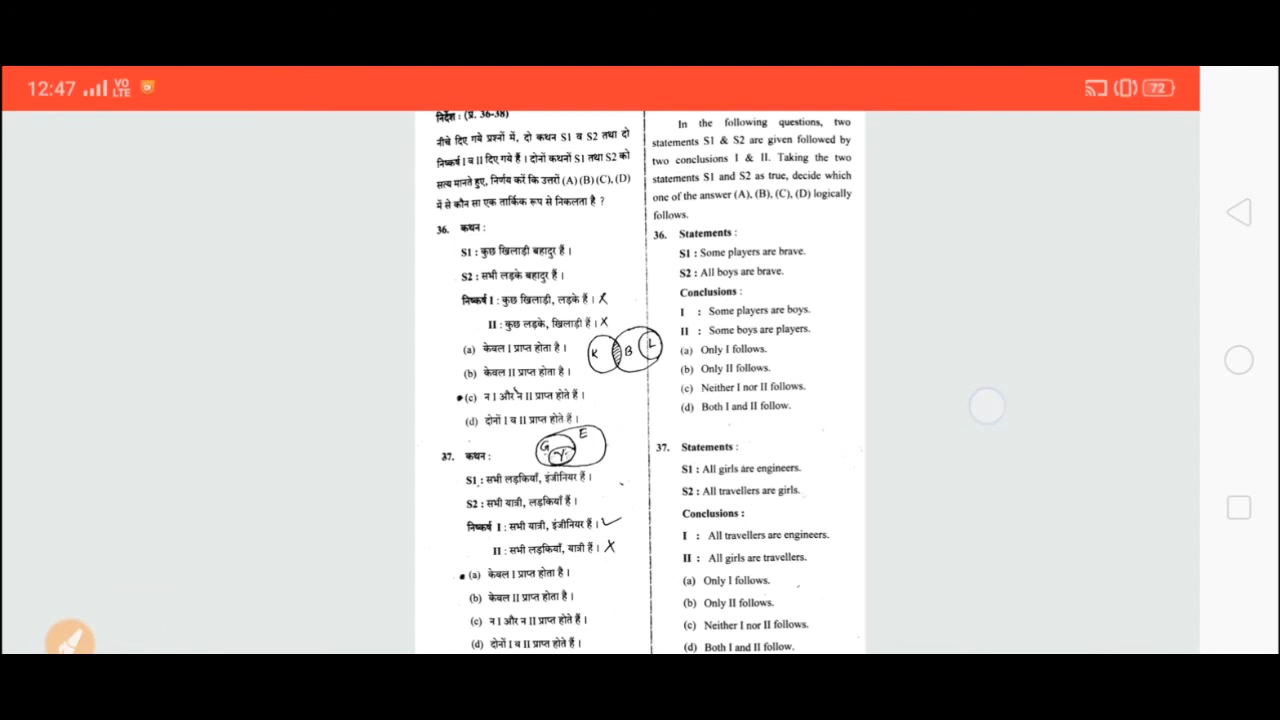 12:47 VO LTE 72
निर्देश : (प्र. 36-38)
नीचे दिए गये प्रश्नों में, दो कथन S1 व S2 तथा दो
निष्कर्ष I व II दिए गये हैं । दोनों कथनों S1 तथा S2 को
सत्य मानते हुए, निर्णय करें कि उत्तरों (A) (B) (C), (D)
में से कौन सा एक तार्किक रूप से निकलता है ?
36. कथन :
S1 : कुछ खिलाड़ी बहादुर हैं ।
S2 : सभी लड़के बहादुर हैं ।
निष्कर्ष I : कुछ खिलाड़ी, लड़के हैं । X
II : कुछ लड़के, खिलाड़ी हैं । X
K B L
(a) केवल I प्राप्त होता है ।
(b) केवल II प्राप्त होता है ।
(c) न I और न II प्राप्त होते हैं ।
(d) दोनों I व II प्राप्त होते हैं ।
G E Y
37. कथन :
S1 : सभी लड़कियाँ, इंजीनियर हैं ।
S2 : सभी यात्री, लड़कियाँ हैं ।
निष्कर्ष I : सभी यात्री, इंजीनियर हैं । ✓
II : सभी लड़कियाँ, यात्री हैं । X
(a) केवल I प्राप्त होता है ।
(b) केवल II प्राप्त होता है ।
(c) न I और न II प्राप्त होते हैं ।
(d) दोनों I व II प्राप्त होते हैं ।
In the following questions, two
statements S1 & S2 are given followed by
two conclusions I & II. Taking the two
statements S1 and S2 as true, decide which
one of the answer (A), (B), (C), (D) logically
follows.
36. Statements :
S1 : Some players are brave.
S2 : All boys are brave.
Conclusions :
I : Some players are boys.
II : Some boys are players.
(a) Only I follows.
(b) Only II follows.
(c) Neither I nor II follows.
(d) Both I and II follow.
37. Statements :
S1 : All girls are engineers.
S2 : All travellers are girls.
Conclusions :
I : All travellers are engineers.
II : All girls are travellers.
(a) Only I follows.
(b) Only II follows.
(c) Neither I nor II follows.
(d) Both I and II follow.